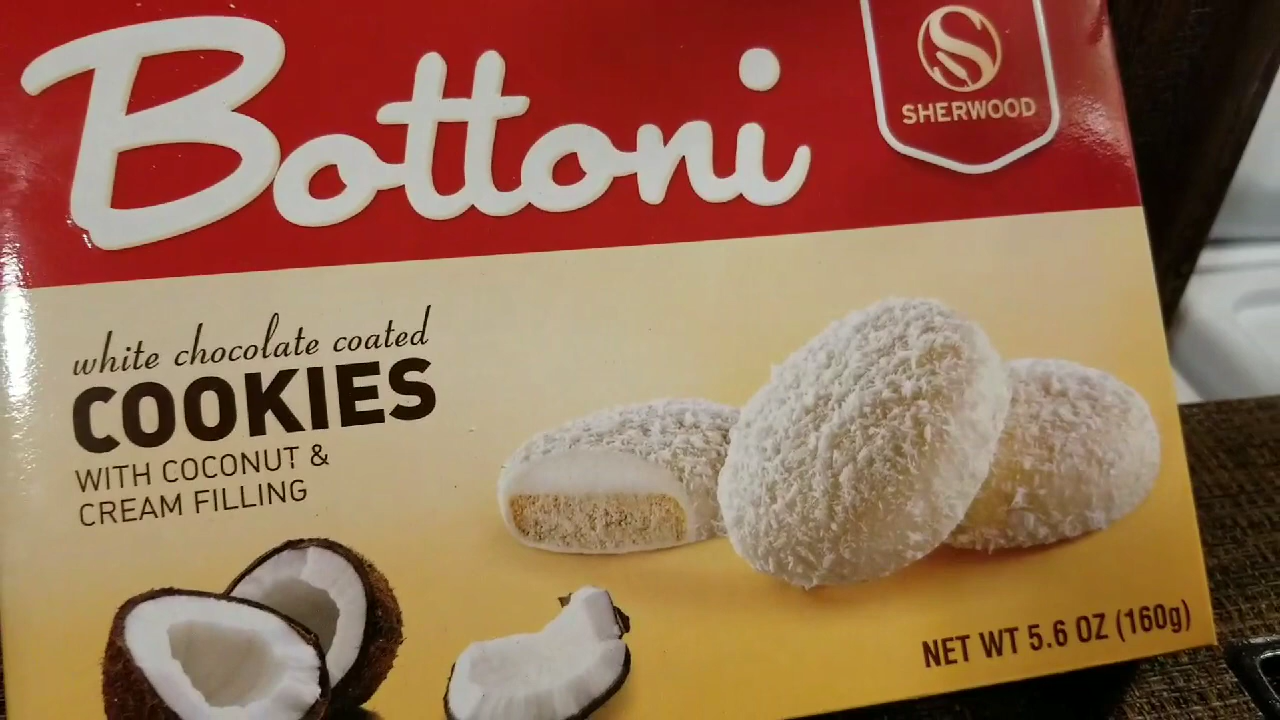 Bottoni
S
SHERWOOD
white chocolate coated
COOKIES
WITH COCONUT &
CREAM FILLING
NET WT 5.6 OZ (160g)